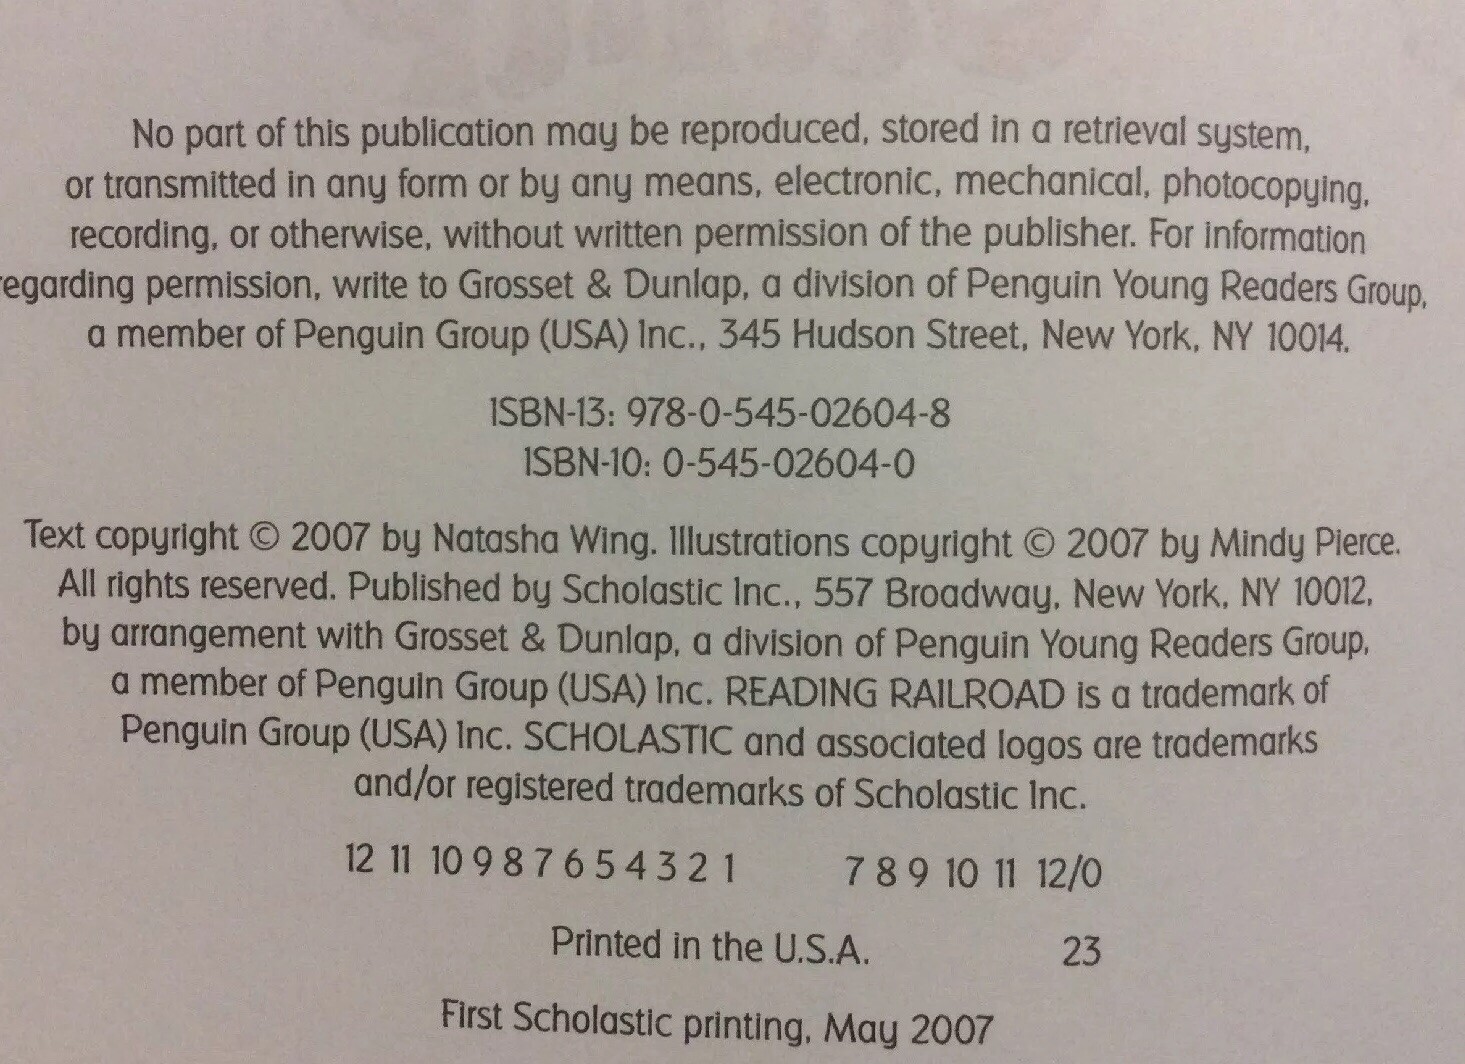 No part of this publication may be reproduced, stored in a retrieval system,
or transmitted in any form or by any means, electronic, mechanical, photocopying,
recording, or otherwise, without written permission of the publisher. For information
regarding permission, write to Grosset & Dunlap, a division of Penguin Young Readers Group,
a member of Penguin Group (USA) Inc., 345 Hudson Street, New York, NY 10014.
ISBN-13: 978-0-545-02604-8
ISBN-10: 0-545-02604-0
Text copyright © 2007 by Natasha Wing. Illustrations copyright © 2007 by Mindy Pierce.
All rights reserved. Published by Scholastic Inc., 557 Broadway, New York, NY 10012,
by arrangement with Grosset & Dunlap, a division of Penguin Young Readers Group,
a member of Penguin Group (USA) Inc. READING RAILROAD is a trademark of
Penguin Group (USA) Inc. SCHOLASTIC and associated logos are trademarks
and/or registered trademarks of Scholastic Inc.
12 11 10 9 8 7 6 5 4 3 2 1 7 8 9 10 11 12/0
Printed in the U.S.A. 23
First Scholastic printing, May 2007